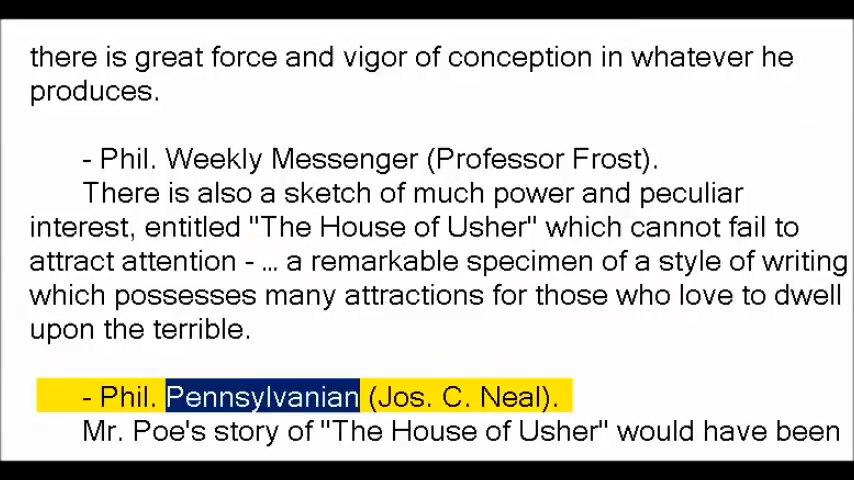 there is great force and vigor of conception in whatever he
produces.
- Phil. Weekly Messenger (Professor Frost).
There is also a sketch of much power and peculiar
interest, entitled "The House of Usher" which cannot fail to
attract attention - ... a remarkable specimen of a style of writing
which possesses many attractions for those who love to dwell
upon the terrible.
- Phil. Pennsylvanian (Jos. C. Neal).
Mr. Poe's story of "The House of Usher" would have been